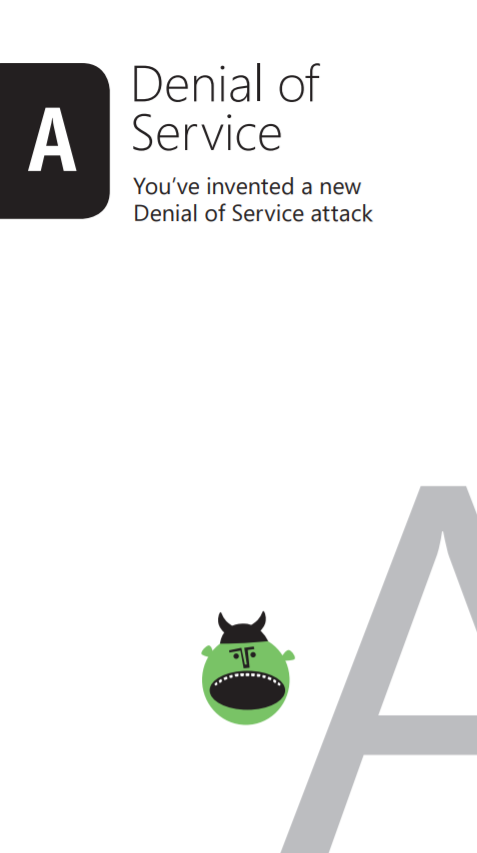 A
Denial of
Service
You've invented a new
Denial of Service attack
A